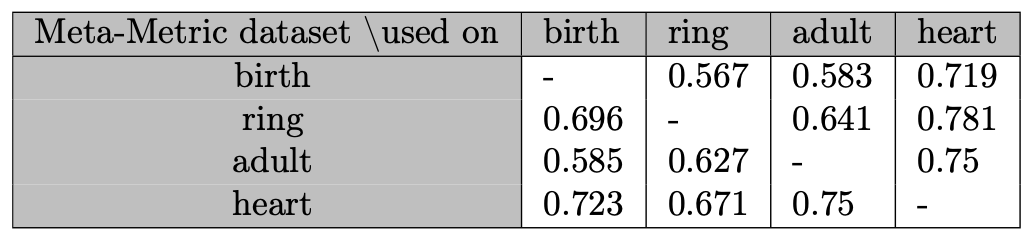 Meta-Metric dataset \used on birth ring adult heart
birth - 0.567 0.583 0.719
ring 0.696 - 0.641 0.781
adult 0.585 0.627 - 0.75
heart 0.723 0.671 0.75 -